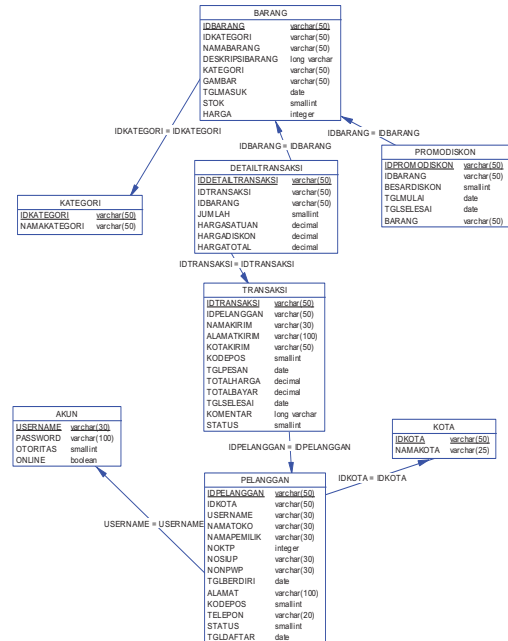 BARANG
IDBARANG varchar(50)
IDKATEGORI varchar(50)
NAMABARANG varchar(50)
DESKRIPSIBARANG long varchar
KATEGORI varchar(50)
GAMBAR varchar(50)
TGLMASUK date
STOK smallint
HARGA integer
IDKATEGORI = IDKATEGORI
IDBARANG = IDBARANG
IDBARANG = IDBARANG
PROMODISKON
IDPROMODISKON varchar(50)
IDBARANG varchar(50)
BESARDISKON smallint
TGLMULAI date
TGLSELESAI date
BARANG varchar(50)
DETAILTRANSAKSI
IDDETAILTRANSAKSI varchar(50)
IDTRANSAKSI varchar(50)
IDBARANG varchar(50)
JUMLAH smallint
HARGASATUAN decimal
HARGADISKON decimal
HARGATOTAL decimal
KATEGORI
IDKATEGORI varchar(50)
NAMAKATEGORI varchar(50)
IDTRANSAKSI = IDTRANSAKSI
TRANSAKSI
IDTRANSAKSI varchar(50)
IDPELANGGAN varchar(50)
NAMAKIRIM varchar(30)
ALAMATKIRIM varchar(100)
KOTAKIRIM varchar(50)
KODEPOS smallint
TGLPESAN date
TOTALHARGA decimal
TOTALBAYAR decimal
TGLSELESAI date
KOMENTAR long varchar
STATUS smallint
AKUN
USERNAME varchar(30)
PASSWORD varchar(100)
OTORITAS smallint
ONLINE boolean
KOTA
IDKOTA varchar(50)
NAMAKOTA varchar(25)
IDPELANGGAN = IDPELANGGAN
IDKOTA = IDKOTA
USERNAME = USERNAME
PELANGGAN
IDPELANGGAN varchar(50)
IDKOTA varchar(50)
USERNAME varchar(30)
NAMATOKO varchar(30)
NAMAPEMILIK varchar(30)
NOKTP integer
NOSIUP varchar(30)
NONPWP varchar(30)
TGLBERDIRI date
ALAMAT varchar(100)
KODEPOS smallint
TELEPON varchar(20)
STATUS smallint
TGLDAFTAR date